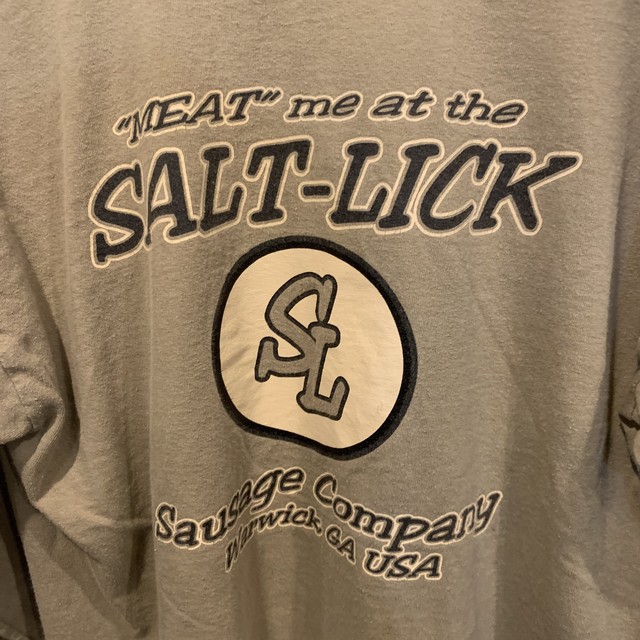 "MEAT" me at the
SALT-LICK
SL
Sausage Company
Warwick, GA USA